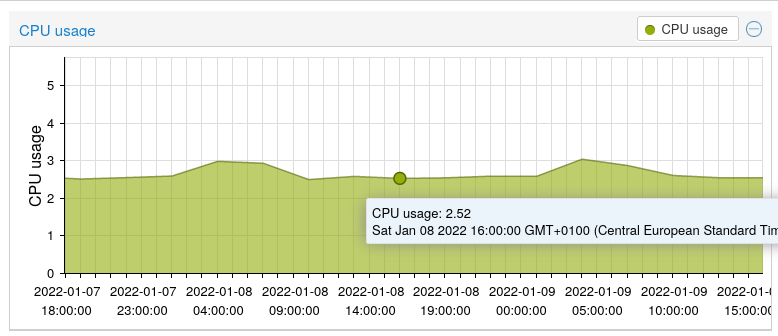 CPU usage
CPU usage
CPU usage
5
4
3
2
1
0
CPU usage: 2.52
Sat Jan 08 2022 16:00:00 GMT+0100 (Central European Standard
2022-01-07 2022-01-07 2022-01-08 2022-01-08 2022-01-08 2022-01-08 2022-01-09 2022-01-09 2022-01-09
18:00:00 23:00:00 04:00:00 09:00:00 14:00:00 19:00:00 00:00:00 05:00:00 10:00:00 15:00:00